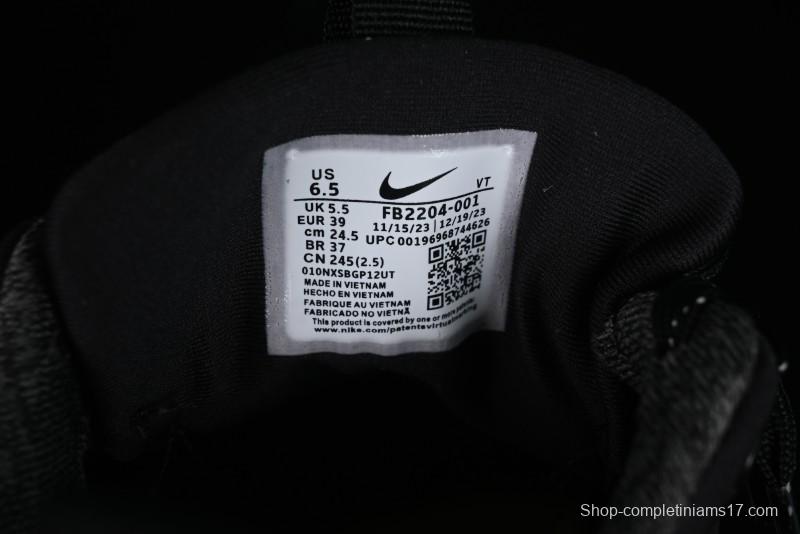 US
6.5
VT
UK 5.5
FB2204-001
EUR 39
11/15/23 | 12/19/23
cm 24.5
UPC 00196968744626
BR 37
CN 245 (2.5)
010NXSBGP12UT
MADE IN VIETNAM
HECHO EN VIETNAM
FABRIQUE AU VIETNAM
FABRICADO NO VIETNÃ
This product is covered by one or more patents.
www.nike.com/patentsvirtualmarking
Shop-completiniams17.com